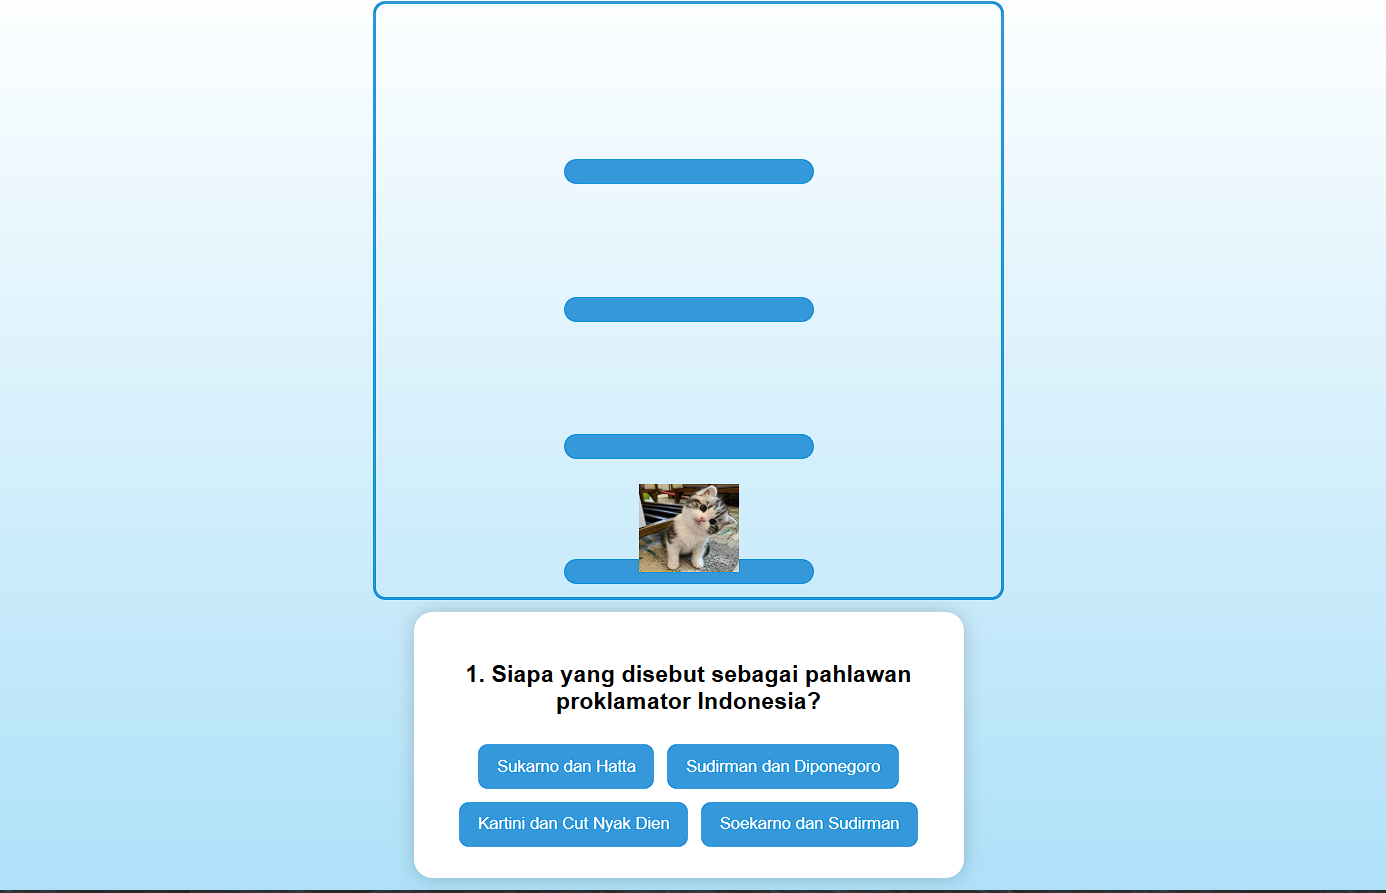 1. Siapa yang disebut sebagai pahlawan
proklamator Indonesia?
Sukarno dan Hatta
Sudirman dan Diponegoro
Kartini dan Cut Nyak Dien
Soekarno dan Sudirman